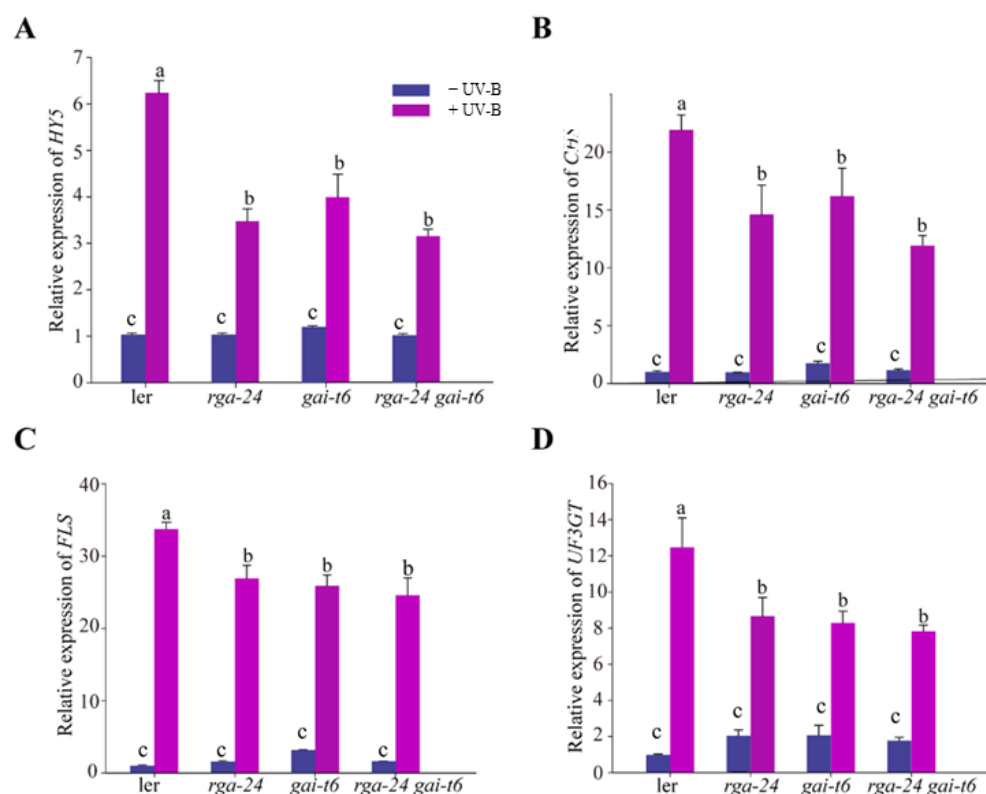 A
Relative expression of HY5
7
6
4
3
2
1
0
− UV-B
+ UV-B
a
b
b
b
c
c
c
c
ler rga-24 gai-t6 rga-24 gai-t6
B
Relative expression of
20
15
10
5
0
a
b
b
b
c
c
c
c
ler rga-24 gai-t6 rga-24 gai-t6
C
Relative expression of FLS
40
30
20
10
0
a
b
b
b
c
c
c
c
ler rga-24 gai-t6 rga-24 gai-t6
D
Relative expression of UF3GT
16
14
12
10
8
6
4
2
0
a
b
b
b
c
c
c
c
ler rga-24 gai-t6 rga-24 gai-t6